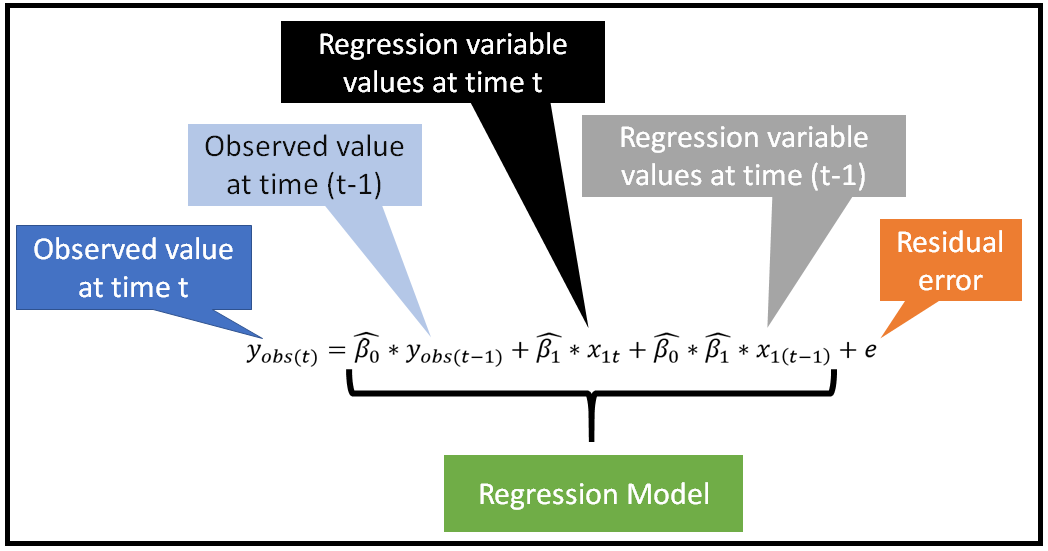 Regression variable
values at time t
Observed value
at time (t-1)
Regression variable
values at time (t-1)
Observed value
at time t
Residual
error
$y_{obs(t)} = \widehat{\beta_0} * y_{obs(t-1)} + \widehat{\beta_1} * x_{1t} + \widehat{\beta_0} * \widehat{\beta_1} * x_{1(t-1)} + e$
Regression Model